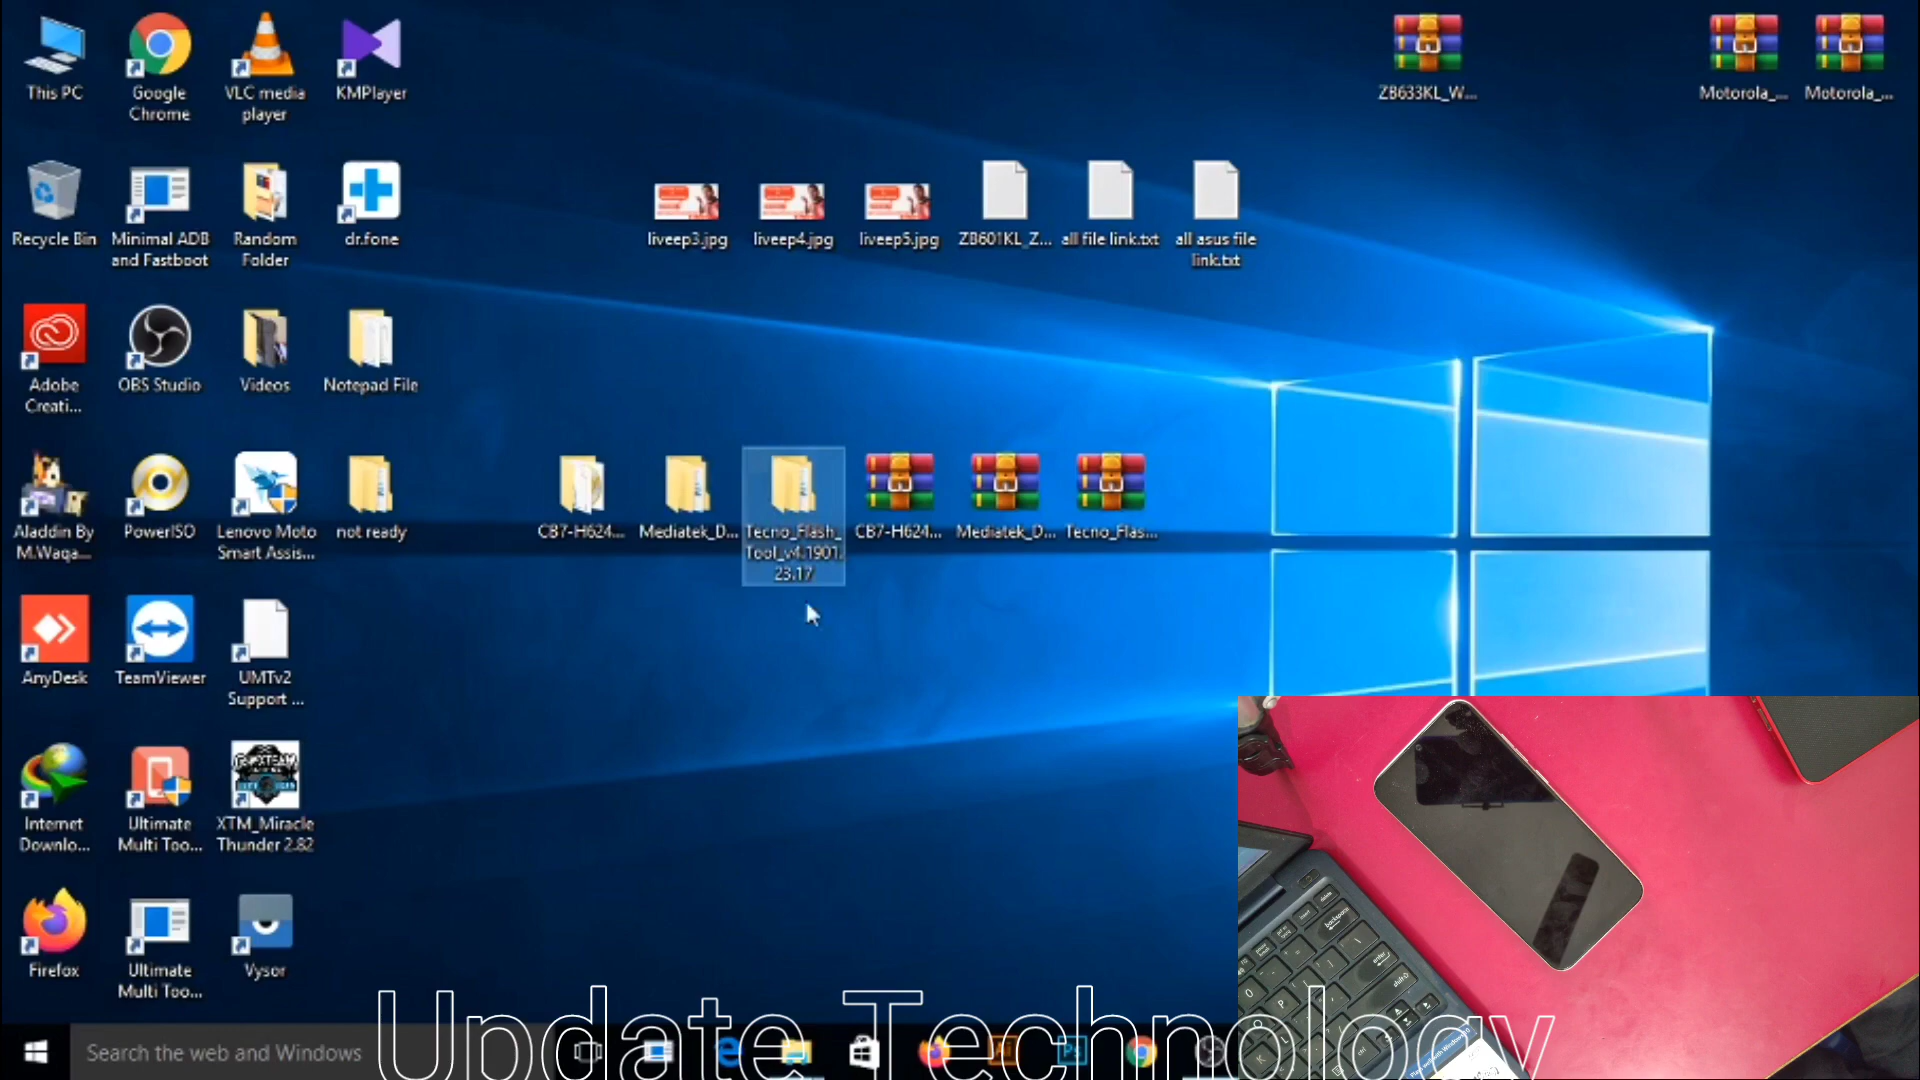 ZB633KL_W...
Motorola_...
Motorola_...
This PC
Google
Chrome
VLC media
player
KMPlayer
Recycle Bin
Minimal ADB
and Fastboot
Random
Folder
dr.fone
liveep3.jpg
liveep4.jpg
liveep5.jpg
ZB601KL_Z...
all file link.txt
all asus file
link.txt
Adobe
Creati...
OBS Studio
Videos
Notepad File
Aladdin By
M.Waqa...
PowerISO
Lenovo Moto
Smart Assis...
not ready
CB7-H624...
Mediatek_D...
Tecno_Flash_
Tool_v4.1901.
23.17
CB7-H624...
Mediatek_D...
Tecno_Flas...
AnyDesk
TeamViewer
UMTv2
Support ...
Internet
Downlo...
Ultimate
Multi Too...
XTM_Miracle
Thunder 2.82
Firefox
Ultimate
Multi Too...
Vysor
Update Technology
Search the web and Windows
Ps
backspace
enter
shift